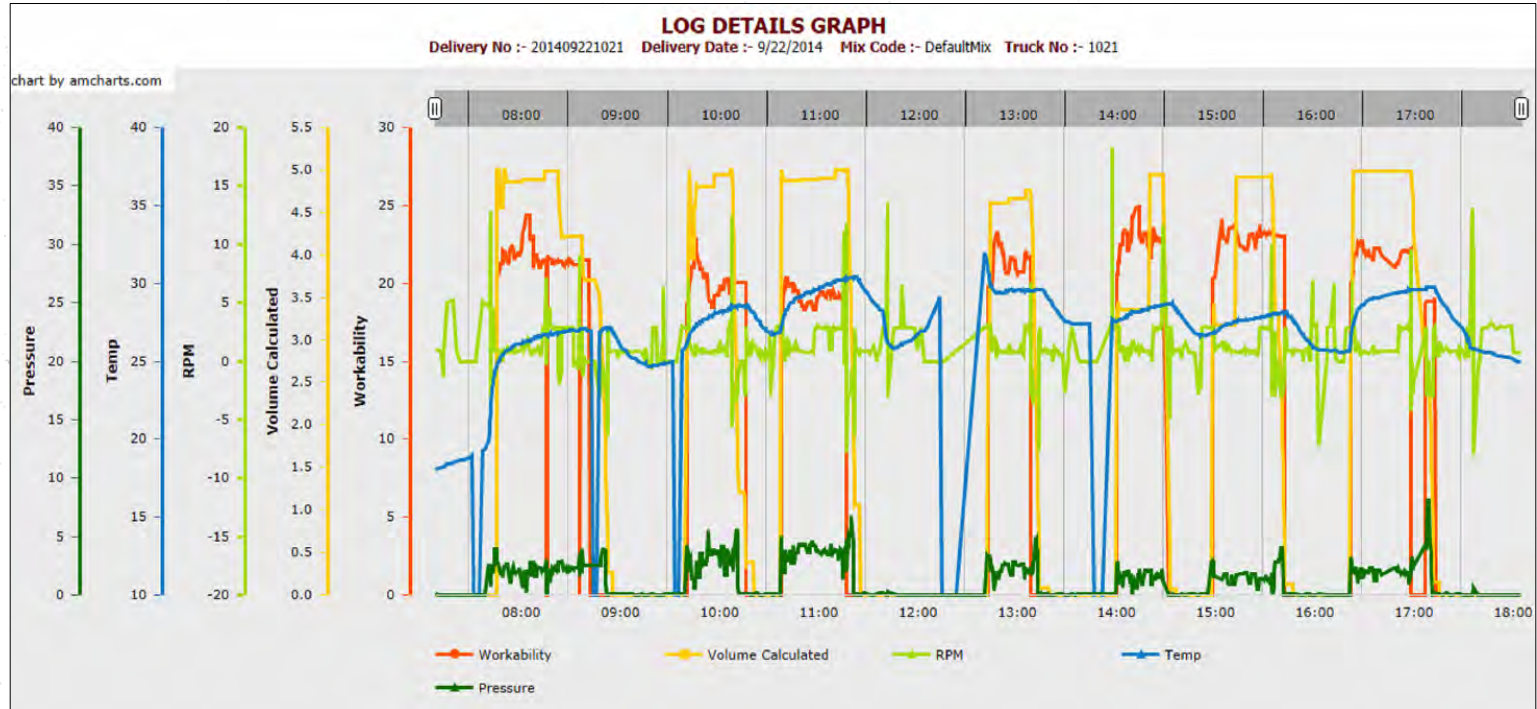 LOG DETAILS GRAPH
Delivery No :- 201409221021 Delivery Date :- 9/22/2014 Mix Code :- DefaultMix Truck No :- 1021
chart by amcharts.com
08:00 09:00 10:00 11:00 12:00 13:00 14:00 15:00 16:00 17:00
40 40 20 5.5 30
35 35 15 5.0 25
30 30 10 4.5 20
25 25 5 4.0 15
20 20 0 3.5 10
15 15 -5 3.0 5
10 10 -10 2.5 0
5 -15 2.0
0 -20 1.5
1.0
0.5
0.0
Pressure
Temp
RPM
Volume Calculated
Workability
08:00 09:00 10:00 11:00 12:00 13:00 14:00 15:00 16:00 17:00 18:00
Workability Volume Calculated RPM Temp
Pressure